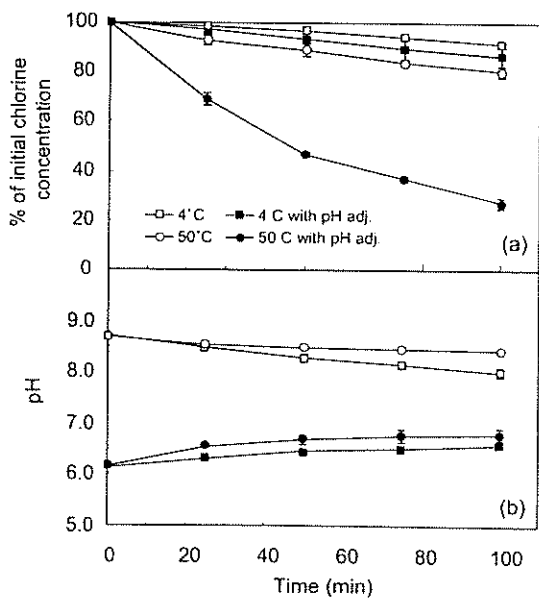 % of initial chlorine
concentration
100
80
60
40
20
0
4°C
4 C with pH adj.
50°C
50 C with pH adj.
(a)
pH
9.0
8.0
7.0
6.0
5.0
(b)
0 20 40 60 80 100
Time (min)